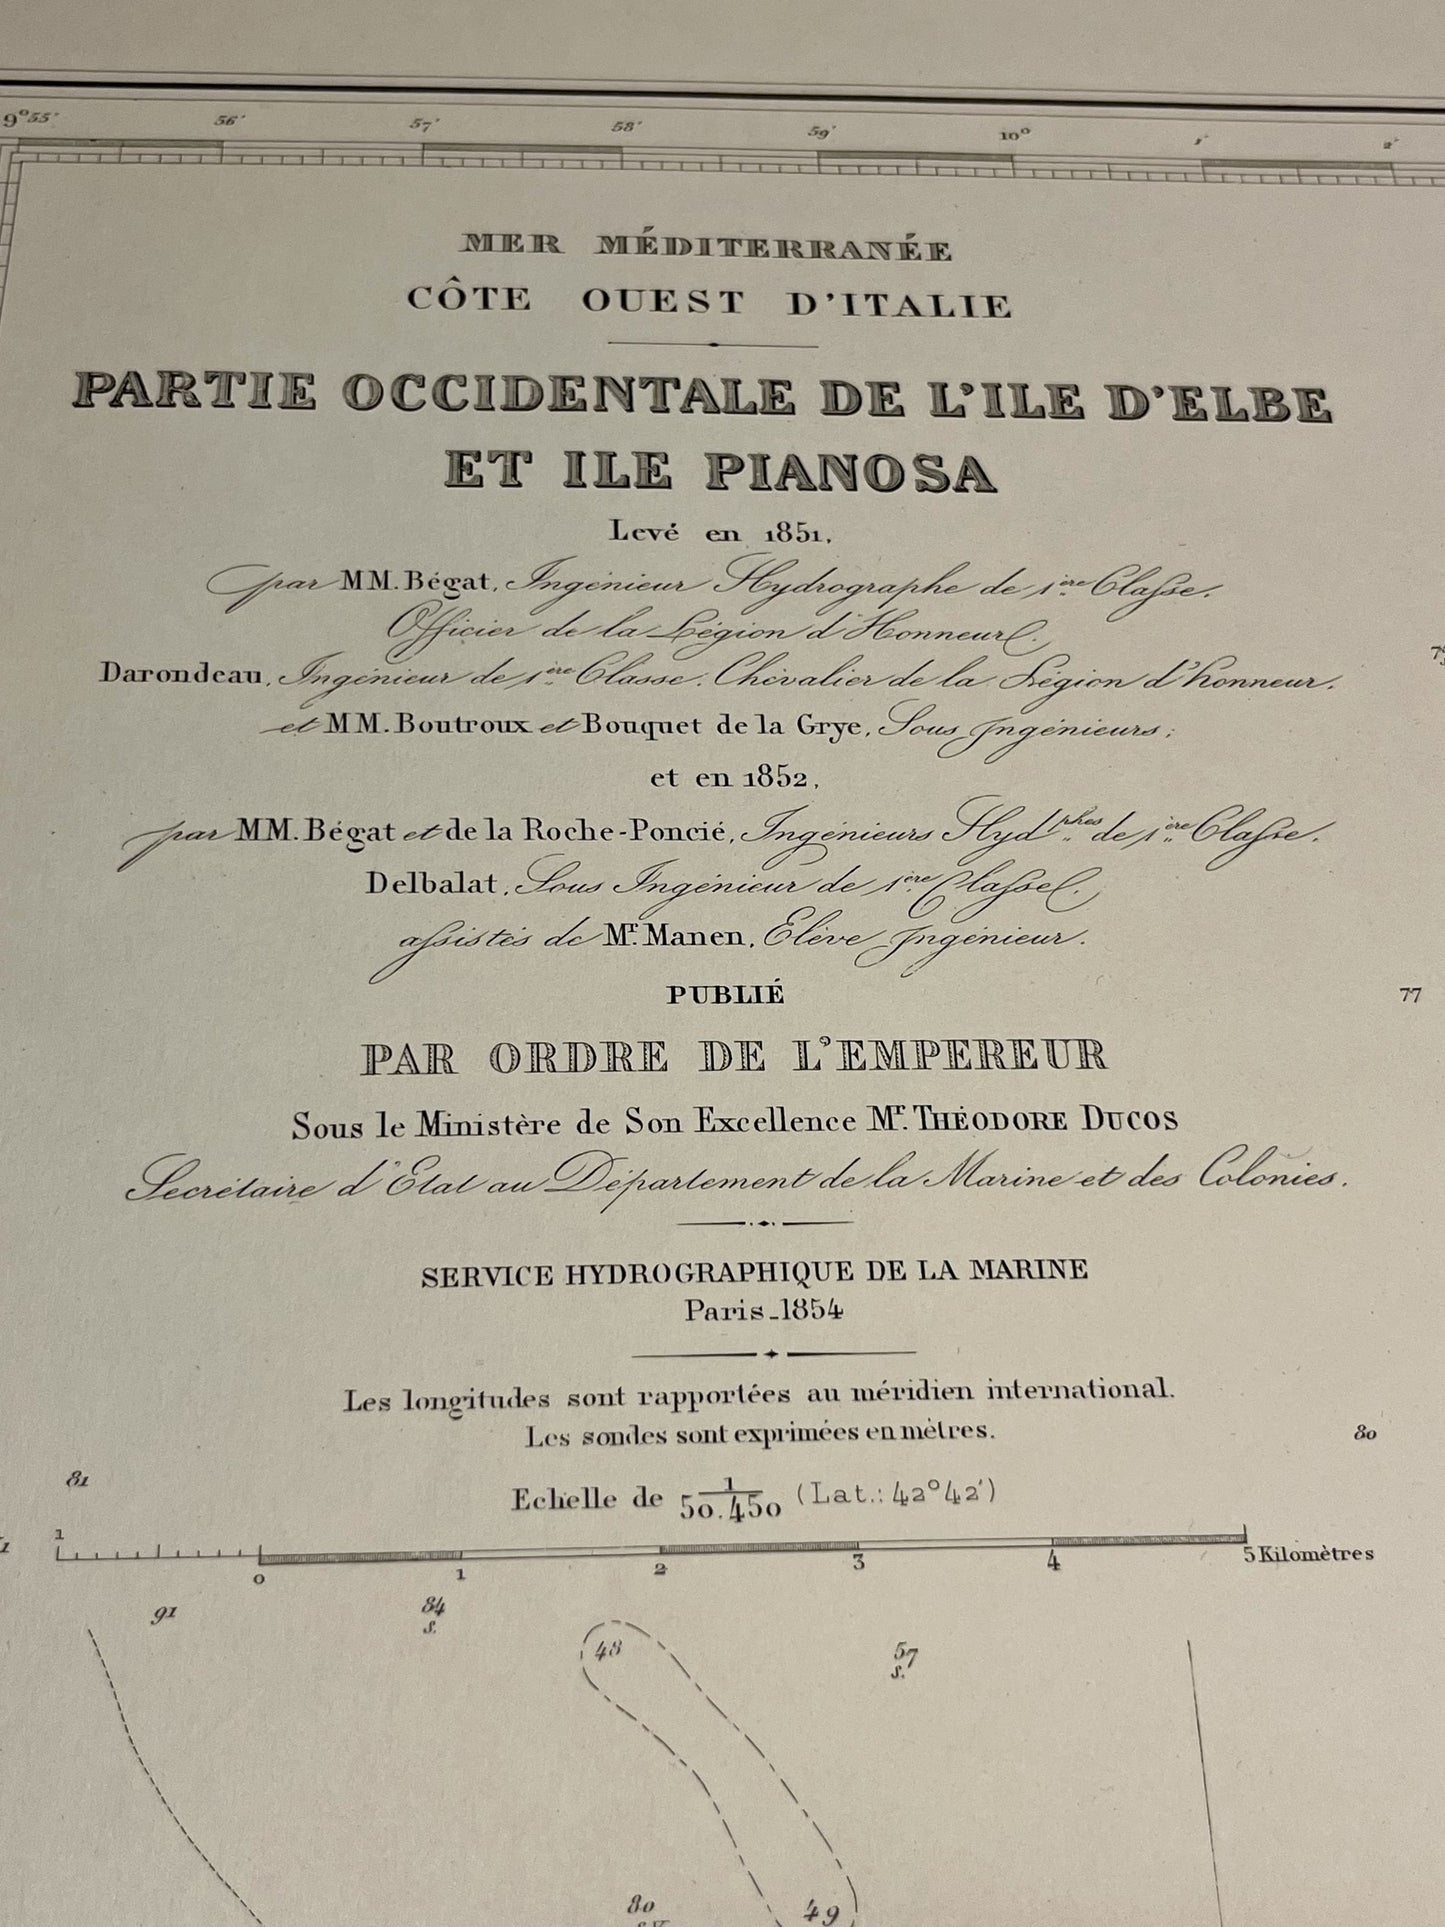 9° 55' 56' 57' 58' 59' 10° 1' 2'
MER MÉDITERRANÉE
CÔTE OUEST D'ITALIE
PARTIE OCCIDENTALE DE L'ILE D'ELBE
ET ILE PIANOSA
Levé en 1851,
par MM. Bégat, Ingénieur Hydrographe de 1ère Classe.
Officier de la Légion d'Honneur.
Darondeau, Ingénieur de 1ère Classe. Chevalier de la Légion d'honneur.
et MM. Boutroux et Bouquet de la Grye, Sous Ingénieurs;
et en 1852,
par MM. Bégat et de la Roche-Poncié, Ingénieurs Hydphes de 1ère Classe.
Delbalat, Sous Ingénieur de 1ère Classe.
assistés de Mr. Manen, Elève Ingénieur.
PUBLIÉ
77
PAR ORDRE DE L'EMPEREUR
Sous le Ministère de Son Excellence Mr. THÉODORE DUCOS
Secrétaire d'Etat au Département de la Marine et des Colonies.
SERVICE HYDROGRAPHIQUE DE LA MARINE
Paris_1854
Les longitudes sont rapportées au méridien international.
Les sondes sont exprimées en mètres.
80
81
Echelle de 1/50.450 (Lat.: 42°42')
1 0 1 2 3 4 5 Kilomètres
91
84
S.
48
57
S.
80
49